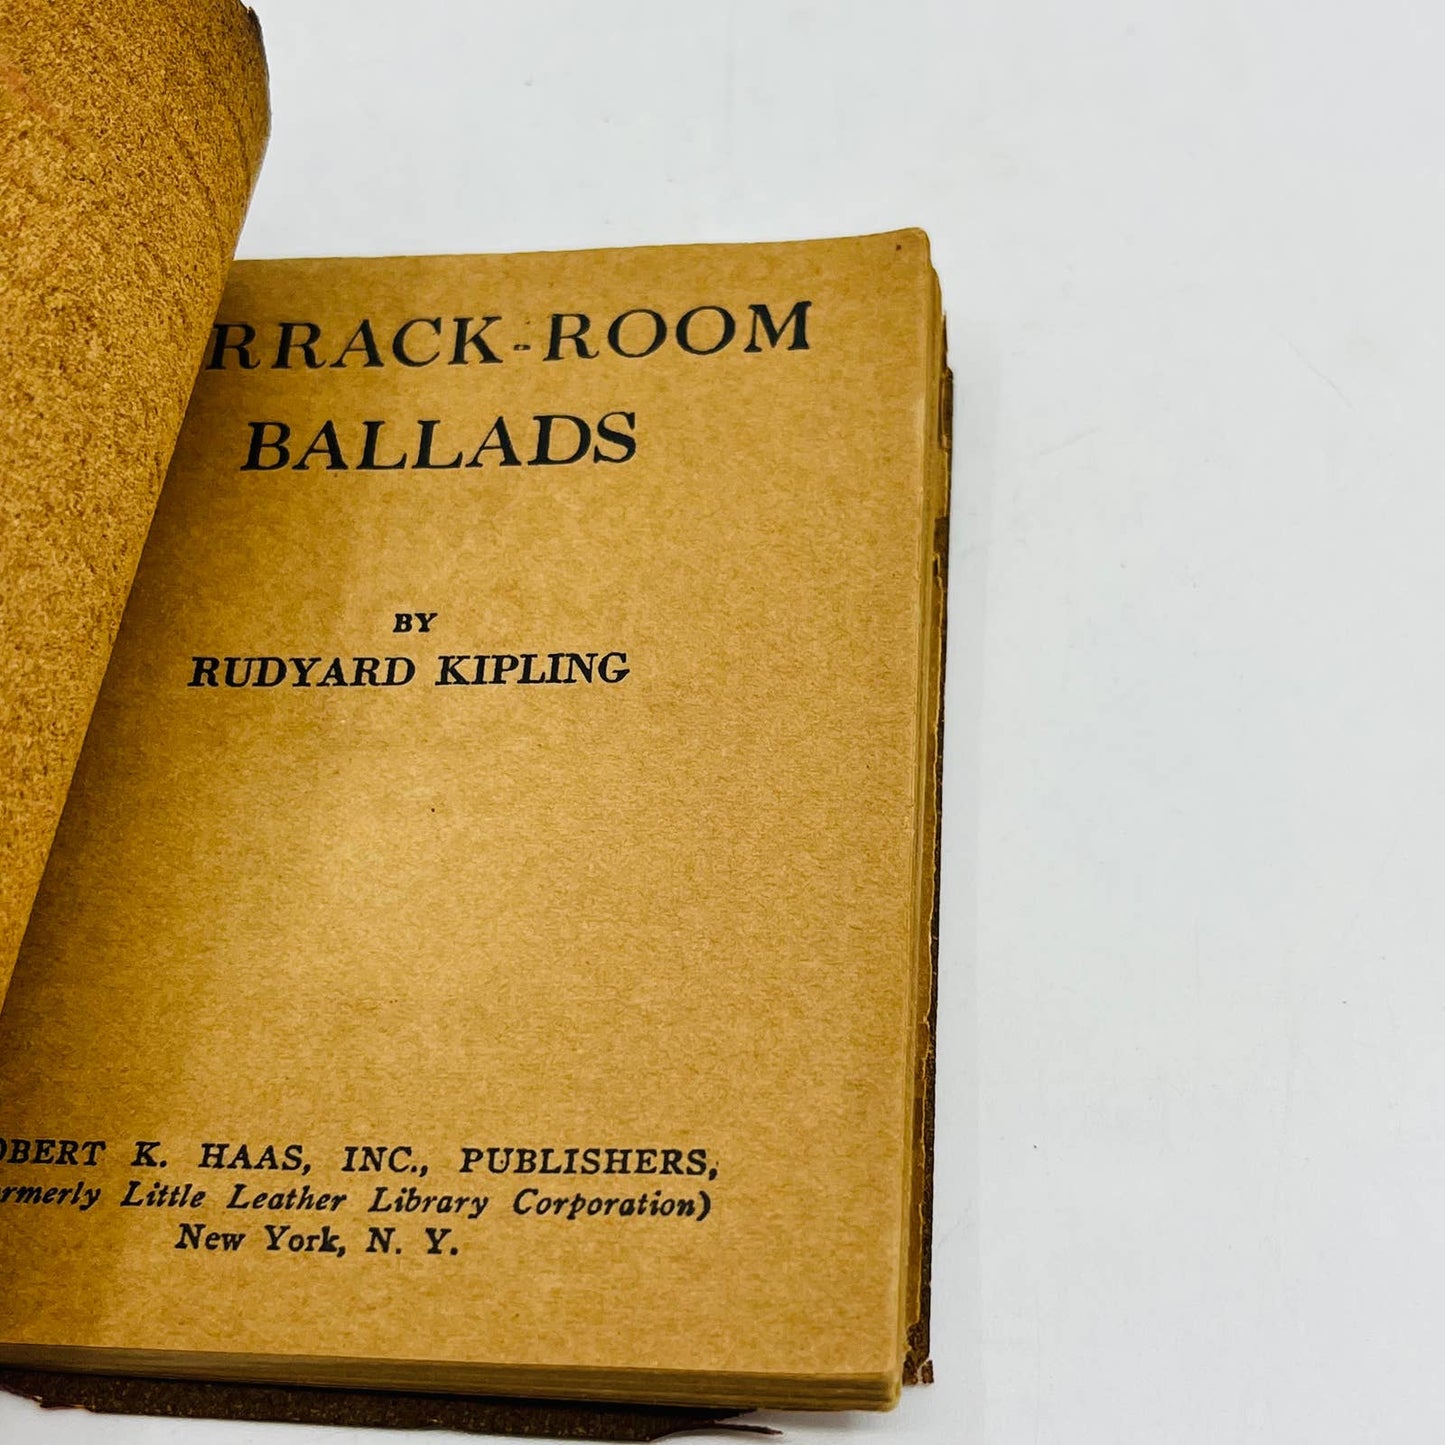 RRACK-ROOM
BALLADS
BY
RUDYARD KIPLING
OBERT K. HAAS, INC., PUBLISHERS,
rmerly Little Leather Library Corporation)
New York, N. Y.